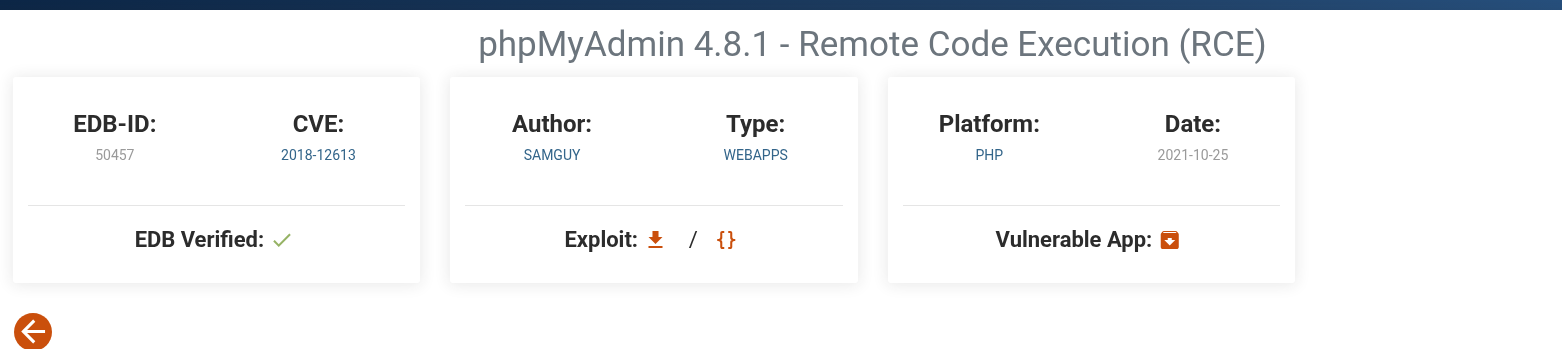 phpMyAdmin 4.8.1 - Remote Code Execution (RCE)
EDB-ID: CVE: Author: Type: Platform: Date:
50457 2018-12613 SAMGUY WEBAPPS PHP 2021-10-25
EDB Verified: Exploit: / {} Vulnerable App: